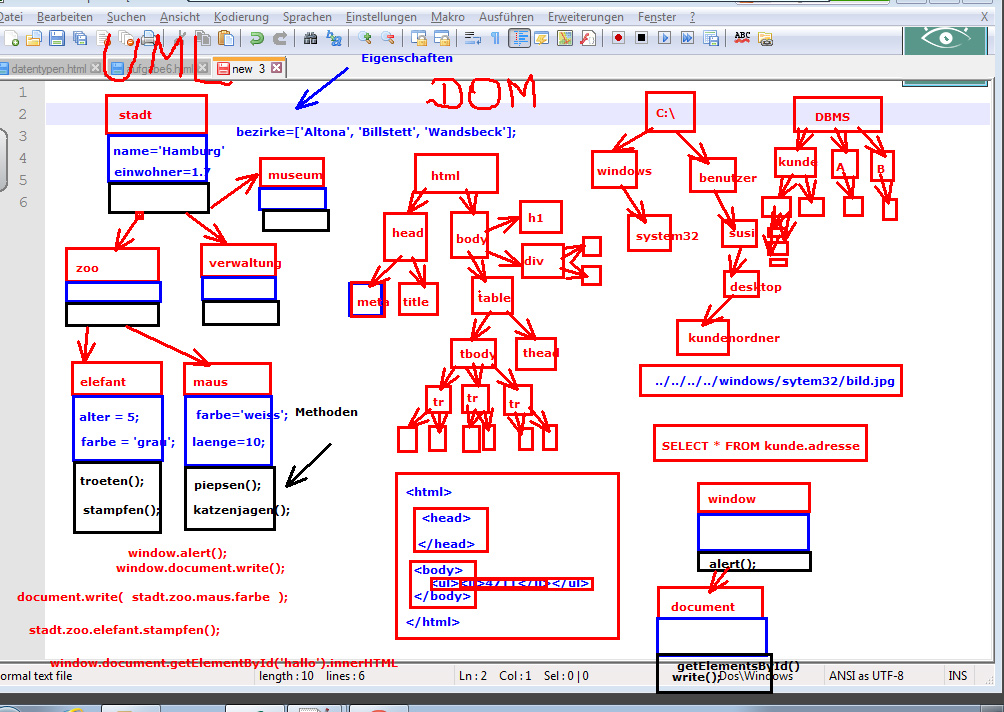 Datei Bearbeiten Suchen Ansicht Kodierung Sprachen Einstellungen Makro Ausführen Erweiterungen Fenster ? X
ABC
datentypen.html aufgabe6.html new 3
UML
Eigenschaften
DOM
1
2
3
4
5
6
stadt
name='Hamburg'
einwohner=1.7
bezirke=['Altona', 'Billstett', 'Wandsbeck'];
museum
zoo
verwaltung
elefant
alter = 5;
farbe = 'grau';
troeten();
stampfen();
maus
farbe='weiss';
laenge=10;
piepsen();
katzenjagen();
Methoden
window.alert();
window.document.write();
document.write( stadt.zoo.maus.farbe );
stadt.zoo.elefant.stampfen();
window.document.getElementById('hallo').innerHTML
html
head
body
h1
div
meta
title
table
tbody
thead
tr
tr
tr
<html>
<head>
</head>
<body>
<ul><li>4711</li></ul>
</body>
</html>
C:\
windows
benutzer
system32
susi
desktop
kundenordner
DBMS
kunde
A
B
../../../../windows/sytem32/bild.jpg
SELECT * FROM kunde.adresse
window
alert();
document
getElementsById()
write();
normal text file length : 10 lines : 6 Ln : 2 Col : 1 Sel : 0 | 0 Dos\Windows ANSI as UTF-8 INS